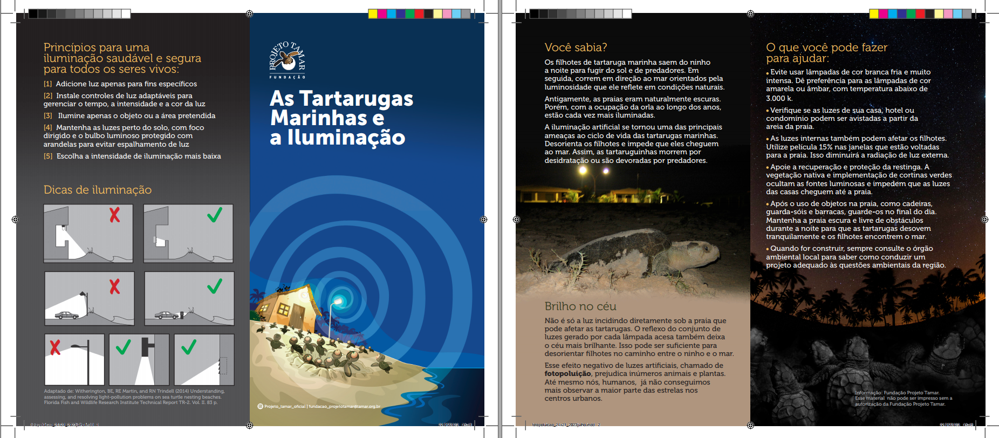 Princípios para uma
iluminação saudável e segura
para todos os seres vivos:
[1] Adicione luz apenas para fins específicos
[2] Instale controles de luz adaptáveis para
gerenciar o tempo, a intensidade e a cor da luz
[3] Ilumine apenas o objeto ou a área pretendida
[4] Mantenha as luzes perto do solo, com foco
dirigido e o bulbo luminoso protegido com
arandelas para evitar espalhamento de luz
[5] Escolha a intensidade de iluminação mais baixa
Dicas de iluminação
Adaptado de: Witherington, BE, RE Martin, and RN Trindell (2014) Understanding,
assessing, and resolving light-pollution problems on sea turtle nesting beaches.
Florida Fish and Wildlife Research Institute Technical Report TR-2. Vol. II. 83 p.
fotopoluicao_24x21_2023julho.indd 1
PROJETO TAMAR
FUNDAÇÃO
As Tartarugas
Marinhas e
a Iluminação
Projeto_tamar_oficial | fundacao_projetotamar@tamar.org.br
Você sabia?
Os filhotes de tartaruga marinha saem do ninho
a noite para fugir do sol e de predadores. Em
seguida, correm em direção ao mar orientados pela
luminosidade que ele reflete em condições naturais.
Antigamente, as praias eram naturalmente escuras.
Porém, com a ocupação da orla ao longo dos anos,
estão cada vez mais iluminadas.
A iluminação artificial se tornou uma das principais
ameaças ao ciclo de vida das tartarugas marinhas.
Desorienta os filhotes e impede que eles cheguem
ao mar. Assim, as tartaruguinhas morrem por
desidratação ou são devoradas por predadores.
Brilho no céu
Não é só a luz incidindo diretamente sob a praia que
pode afetar as tartarugas. O reflexo do conjunto de
luzes gerado por cada lâmpada acesa também deixa
o céu mais brilhante. Isso pode ser suficiente para
desorientar filhotes no caminho entre o ninho e o mar.
Esse efeito negativo de luzes artificiais, chamado de
fotopoluição, prejudica inúmeros animais e plantas.
Até mesmo nós, humanos, já não conseguimos
mais observar a maior parte das estrelas nos
centros urbanos.
fotopoluicao_24x21_2023julho.indd 2
O que você pode fazer
para ajudar:
• Evite usar lâmpadas de cor branca fria e muito
intensa. Dê preferência para as lâmpadas de cor
amarela ou âmbar, com temperatura abaixo de
3.000 k.
• Verifique se as luzes de sua casa, hotel ou
condomínio podem ser avistadas a partir da
areia da praia.
• As luzes internas também podem afetar os filhotes.
Utilize película 15% nas janelas que estão voltadas
para a praia. Isso diminuirá a radiação de luz externa.
• Apoie a recuperação e proteção da restinga. A
vegetação nativa e implementação de cortinas verdes
ocultam as fontes luminosas e impedem que as luzes
das casas cheguem até a praia.
• Após o uso de objetos na praia, como cadeiras,
guarda-sóis e barracas, guarde-os no final do dia.
Mantenha a praia escura e livre de obstáculos
durante a noite para que as tartarugas desovem
tranquilamente e os filhotes encontrem o mar.
• Quando for construir, sempre consulte o órgão
ambiental local para saber como conduzir um
projeto adequado às questões ambientais da região.
Informação: Fundação Projeto Tamar.
Esse material não pode ser impresso sem a
autorização da Fundação Projeto Tamar.